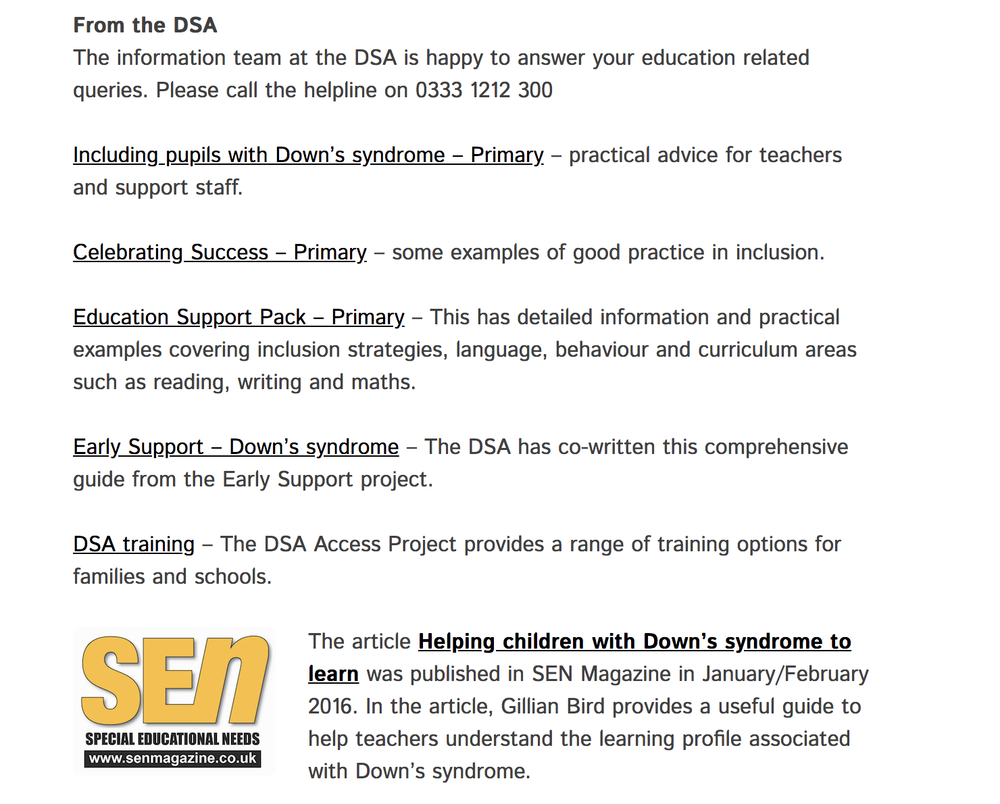 From the DSA
The information team at the DSA is happy to answer your education related
queries. Please call the helpline on 0333 1212 300
Including pupils with Down’s syndrome – Primary – practical advice for teachers
and support staff.
Celebrating Success – Primary – some examples of good practice in inclusion.
Education Support Pack – Primary – This has detailed information and practical
examples covering inclusion strategies, language, behaviour and curriculum areas
such as reading, writing and maths.
Early Support – Down’s syndrome – The DSA has co-written this comprehensive
guide from the Early Support project.
DSA training – The DSA Access Project provides a range of training options for
families and schools.
SEn
SPECIAL EDUCATIONAL NEEDS
www.senmagazine.co.uk
The article Helping children with Down’s syndrome to
learn was published in SEN Magazine in January/February
2016. In the article, Gillian Bird provides a useful guide to
help teachers understand the learning profile associated
with Down’s syndrome.